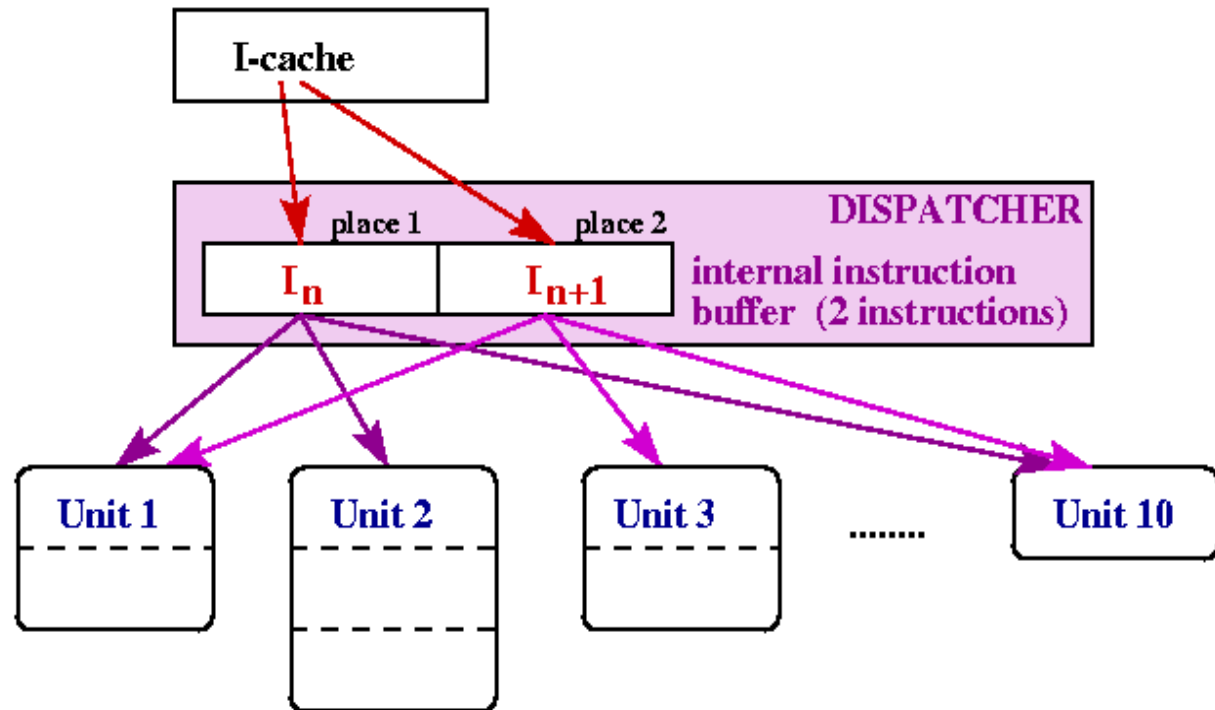 I-cache
DISPATCHER
place 1 place 2
In In+1
internal instruction
buffer (2 instructions)
Unit 1 Unit 2 Unit 3 ........ Unit 10